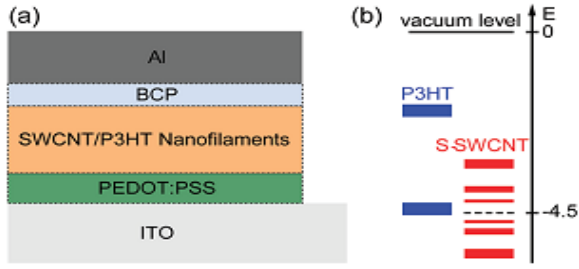 (a)
Al
BCP
SWCNT/P3HT Nanofilaments
PEDOT:PSS
ITO
(b)
E
vacuum level
0
P3HT
S-SWCNT
-4.5